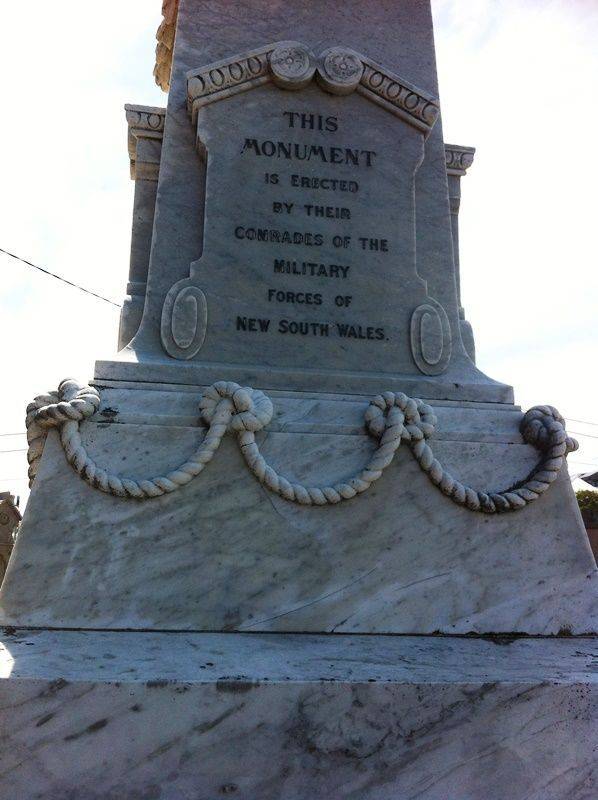 THIS
MONUMENT
IS ERECTED
BY THEIR
COMRADES OF THE
MILITARY
FORCES OF
NEW SOUTH WALES.